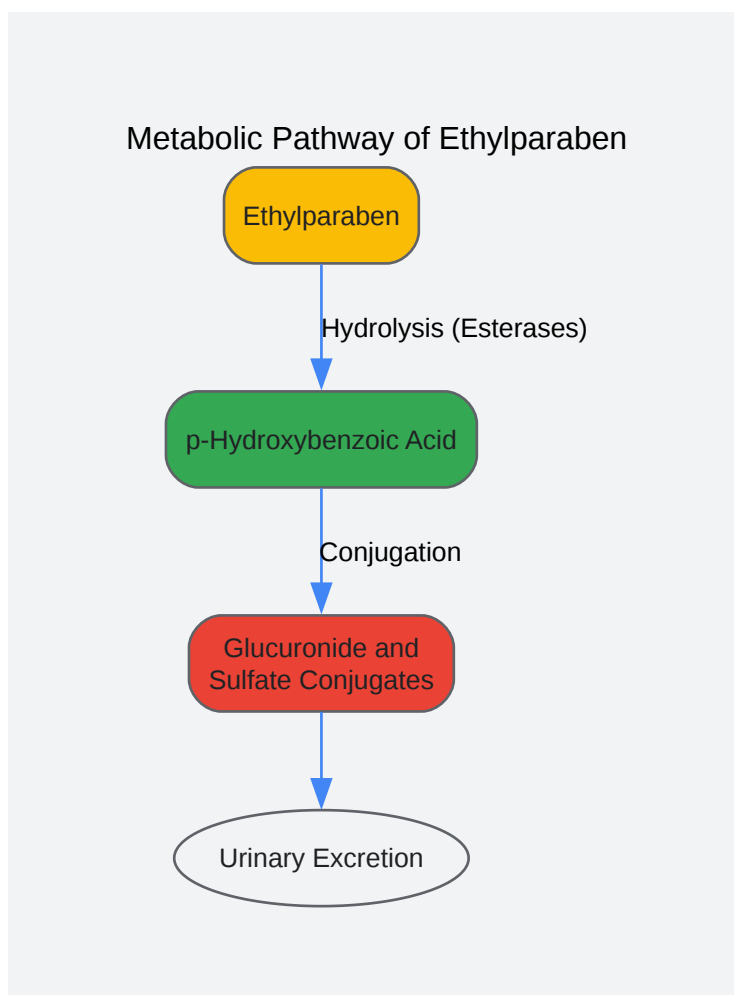 Metabolic Pathway of Ethylparaben
Ethylparaben
Hydrolysis (Esterases)
p-Hydroxybenzoic Acid
Conjugation
Glucuronide and
Sulfate Conjugates
Urinary Excretion